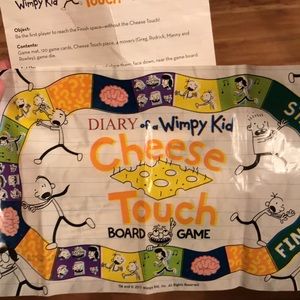 Wimpy Kid
Touch
Object:
Be the first player to reach the Finish space—without the Cheese Touch!
Contents:
Game mat, 120 game cards, Cheese Touch piece, 4 movers (Greg, Rodrick, Manny and
Rowley), game die.
DIARY of a Wimpy Kid
Cheese
Touch
BOARD GAME
FIN